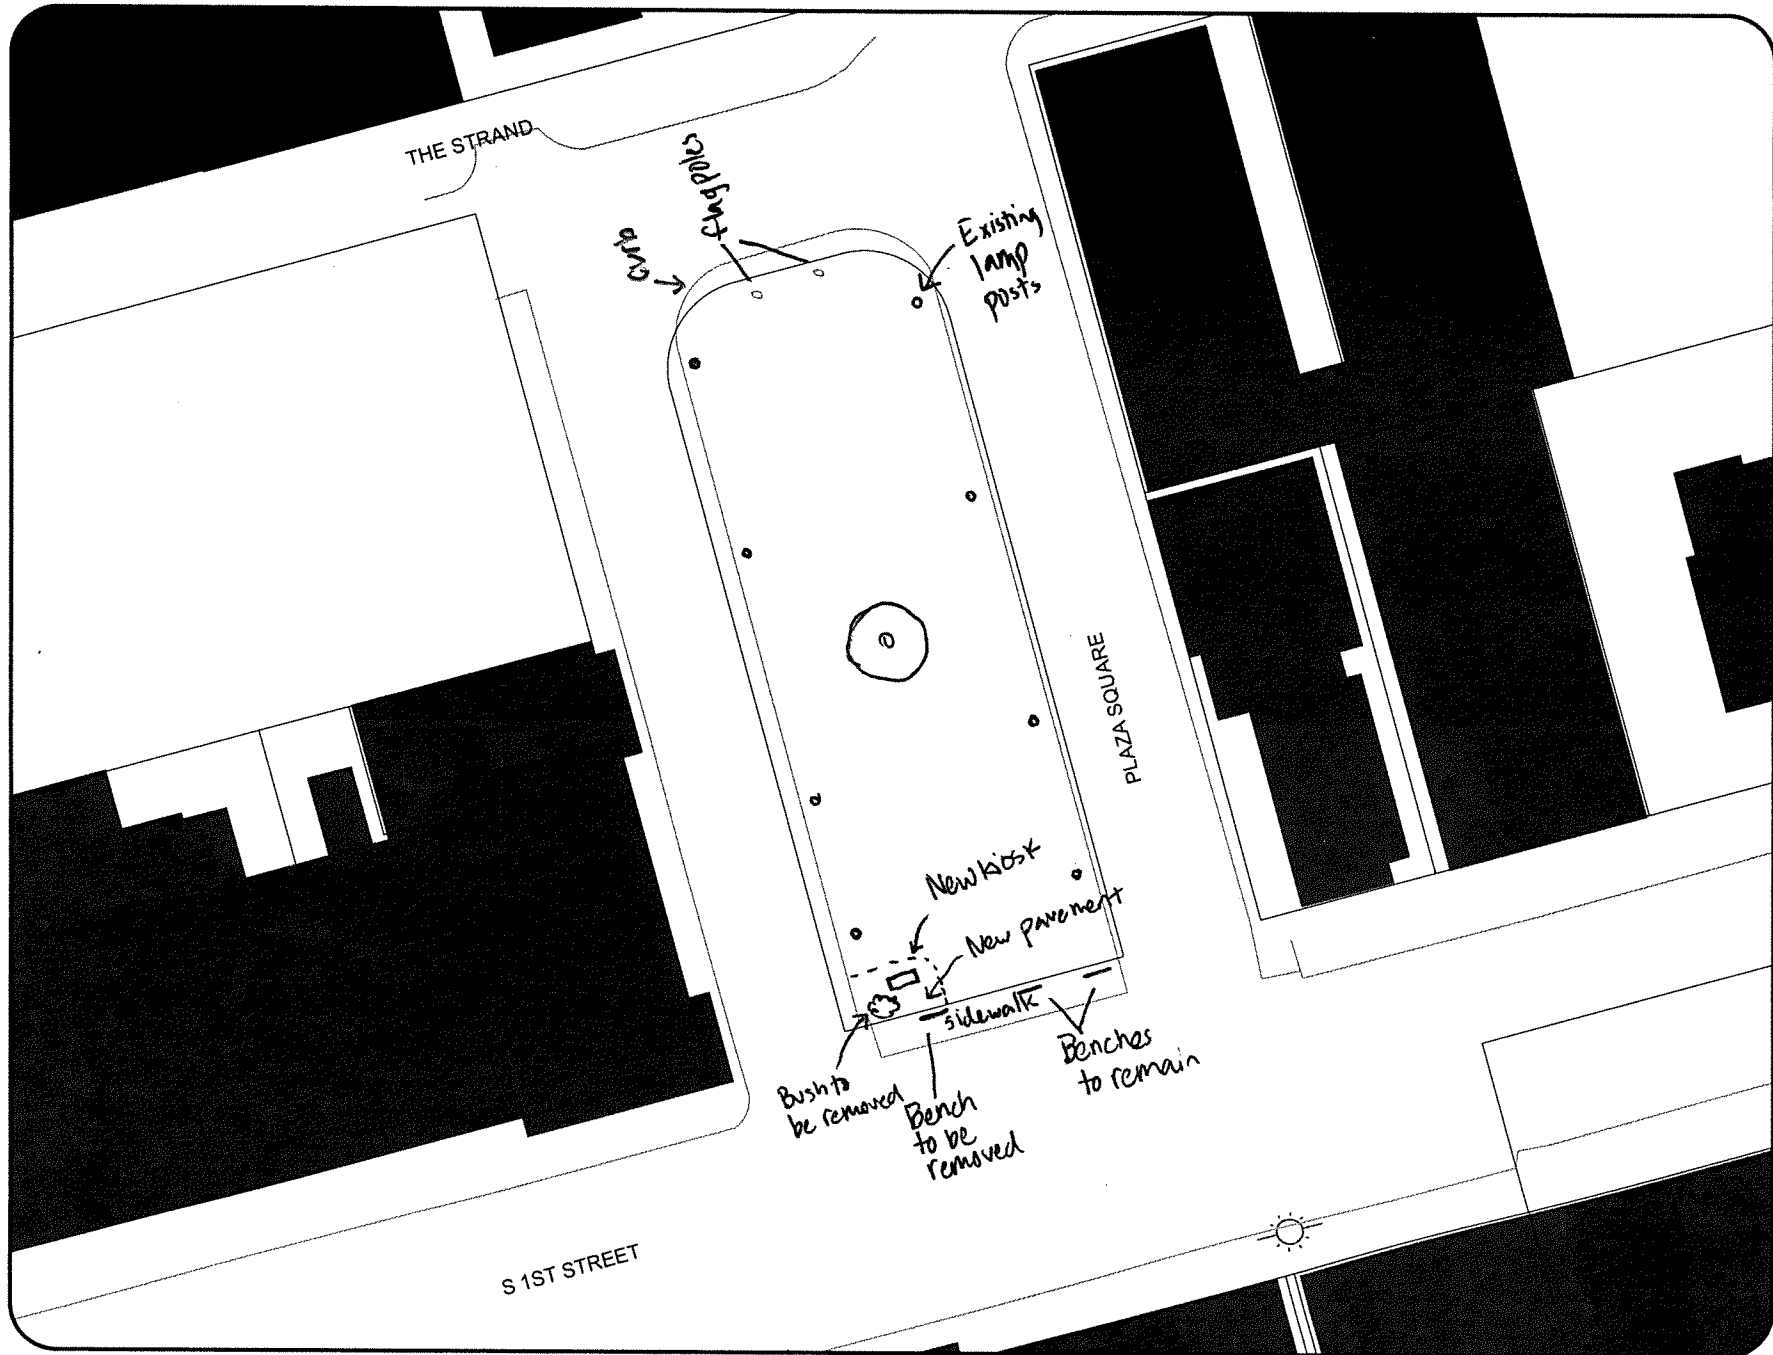 THE STRAND
flagpoles
curb
Existing
lamp
posts
PLAZA SQUARE
New kiosk
New pavement
sidewalk
Benches
to remain
Bush to
be removed
Bench
to be
removed
S 1ST STREET